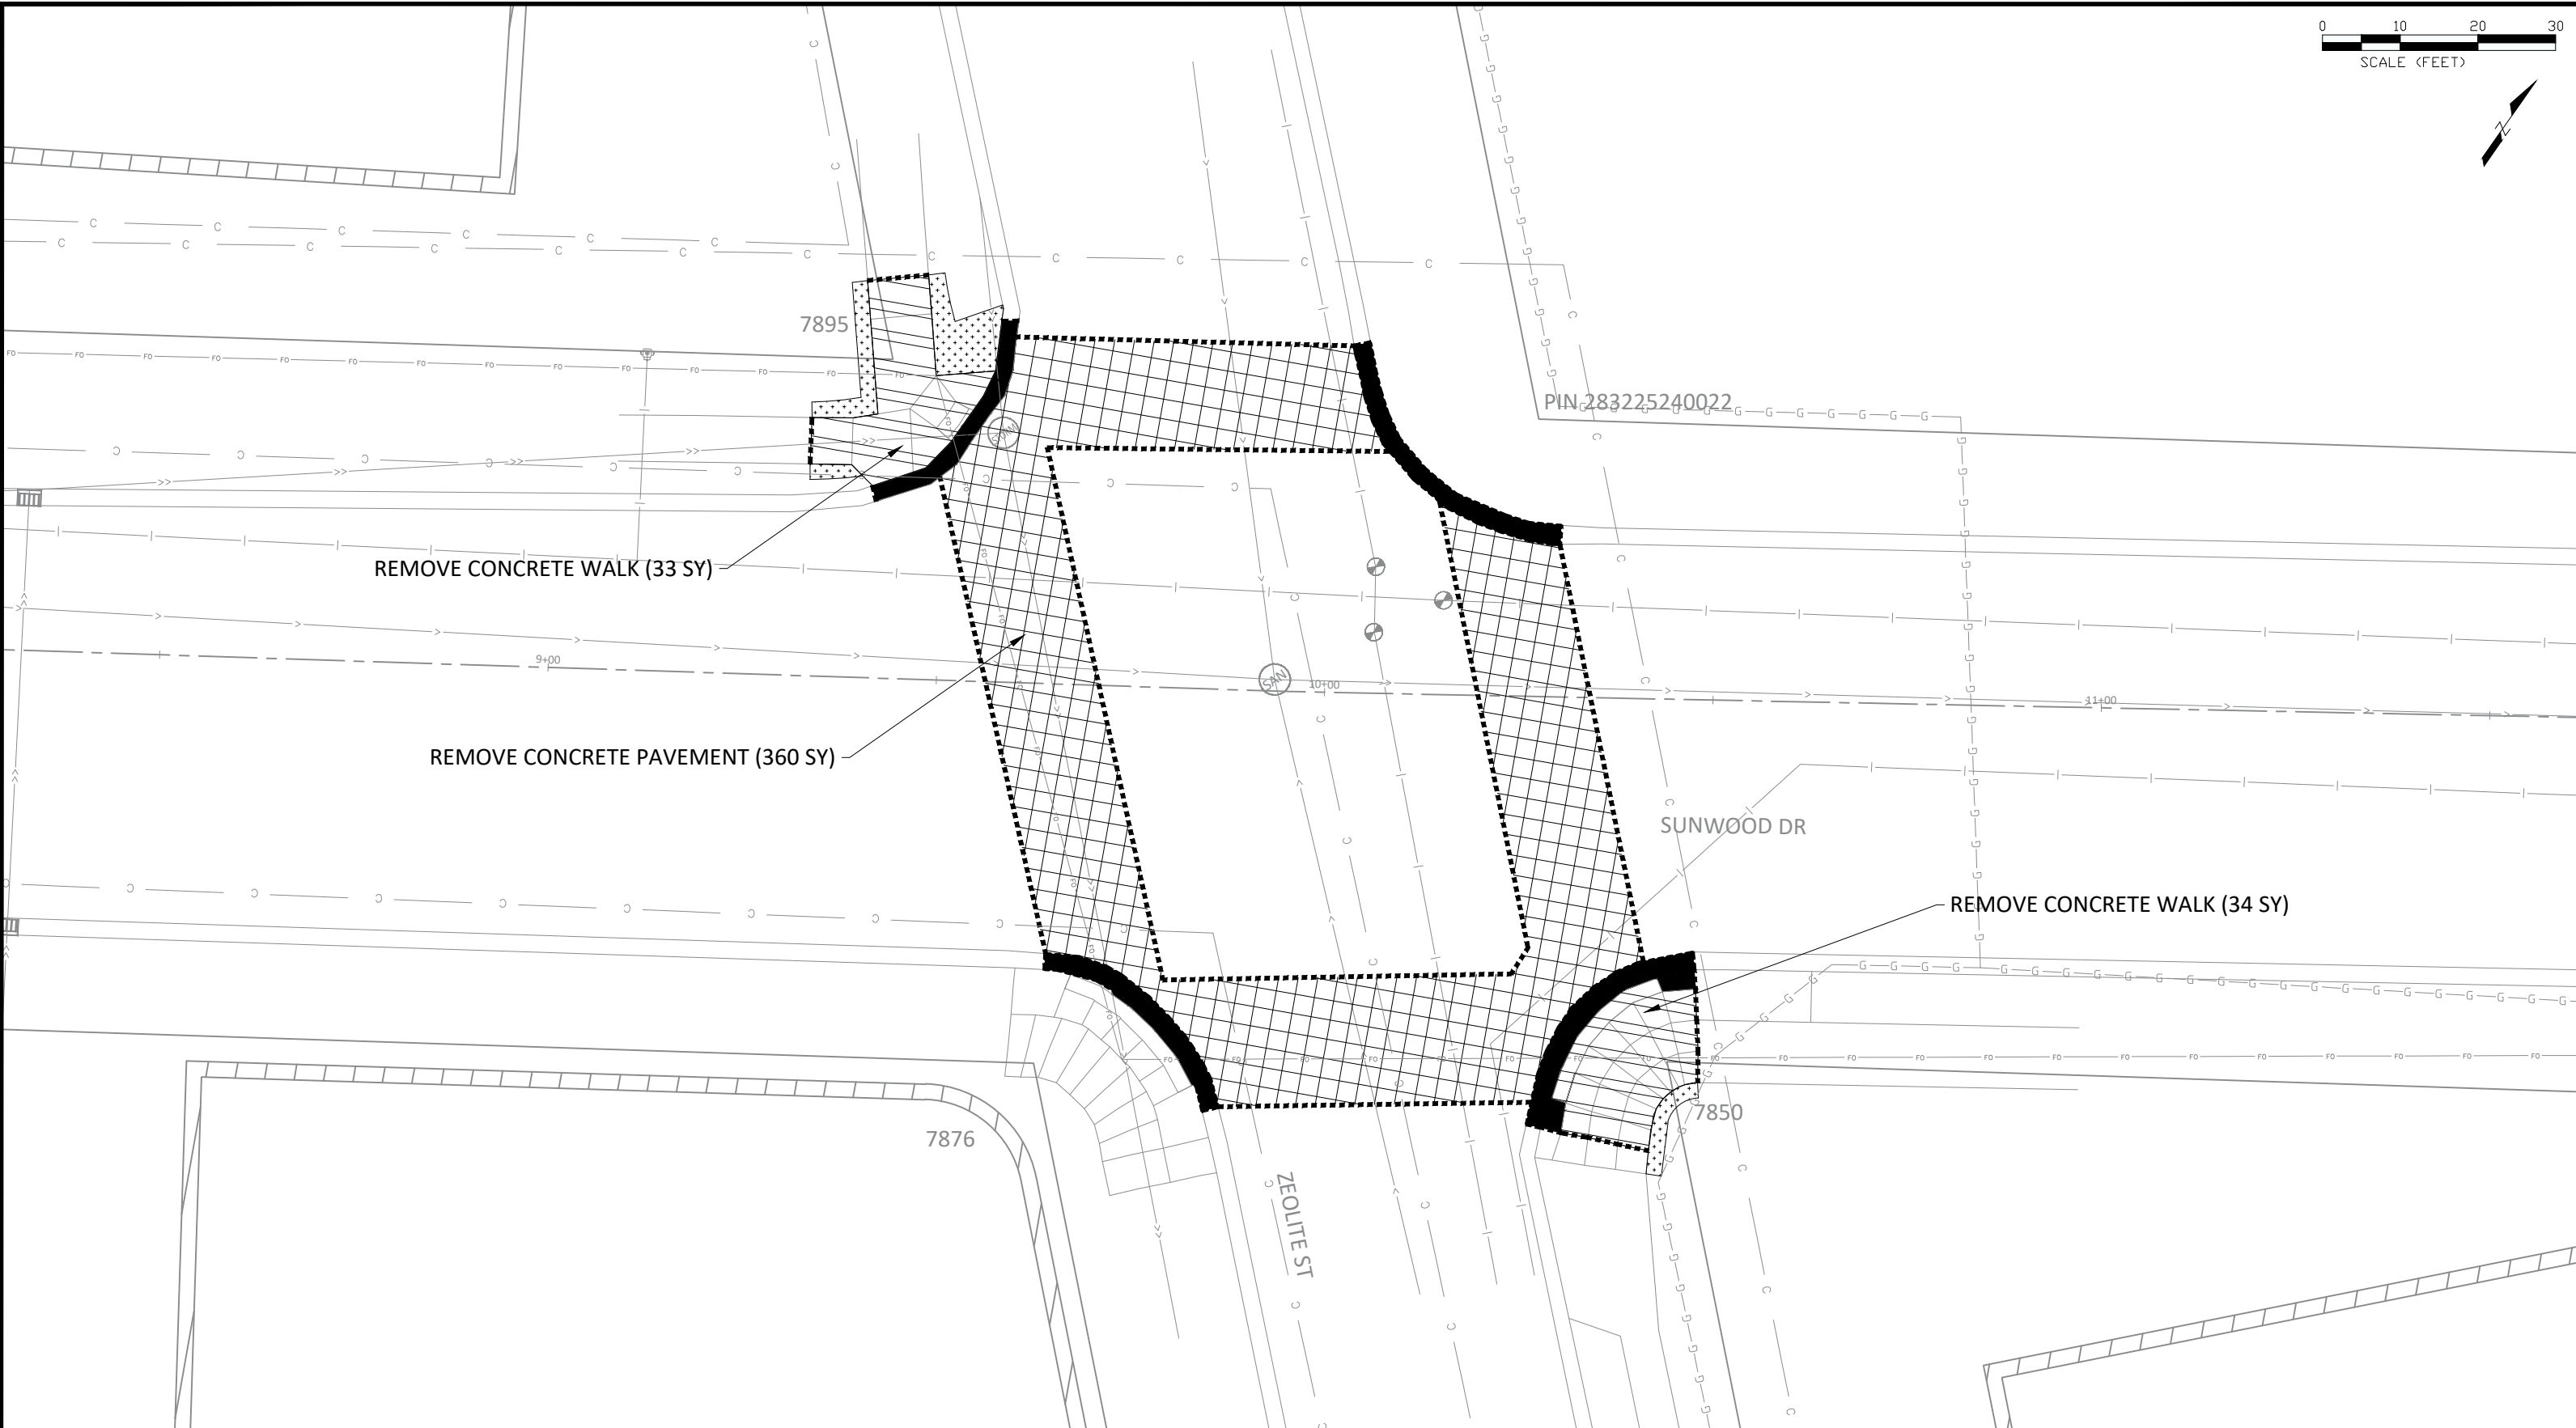 0 10 20 30
SCALE (FEET)
N
7895
PIN 283225240022
REMOVE CONCRETE WALK (33 SY)
9+00
SAN
10+00
11+00
REMOVE CONCRETE PAVEMENT (360 SY)
SUNWOOD DR
REMOVE CONCRETE WALK (34 SY)
7850
7876
ZEOLITE ST